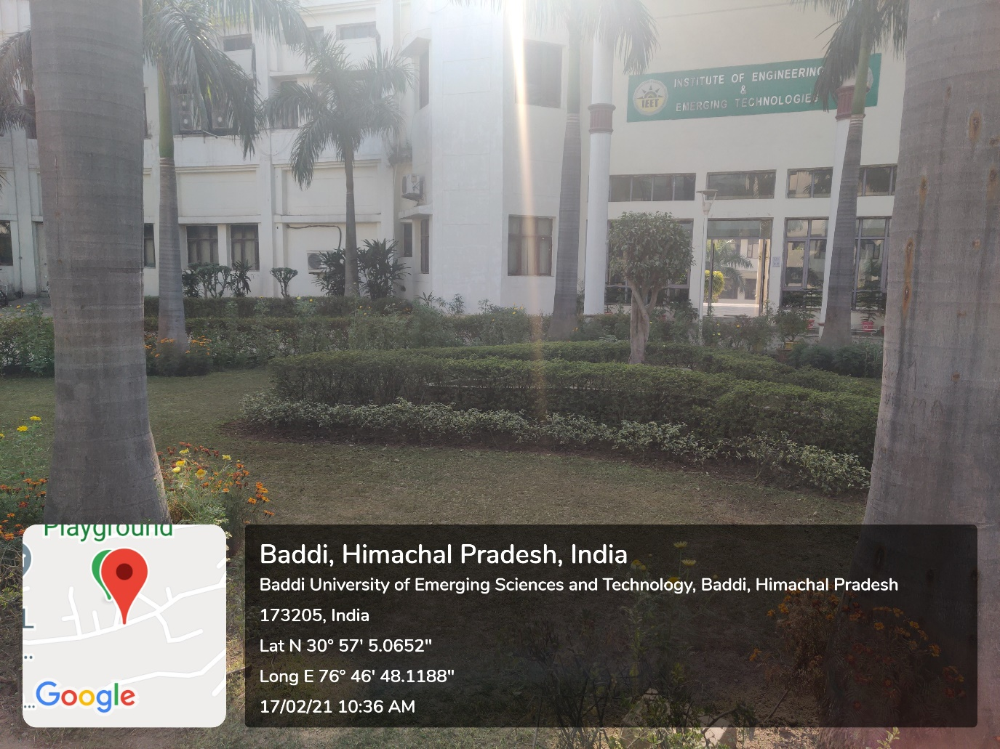 INSTITUTE OF ENGINEERING
&
EMERGING TECHNOLOGIES
IEET
Playground
L
Google
Baddi, Himachal Pradesh, India
Baddi University of Emerging Sciences and Technology, Baddi, Himachal Pradesh
173205, India
Lat N 30° 57' 5.0652"
Long E 76° 46' 48.1188"
17/02/21 10:36 AM